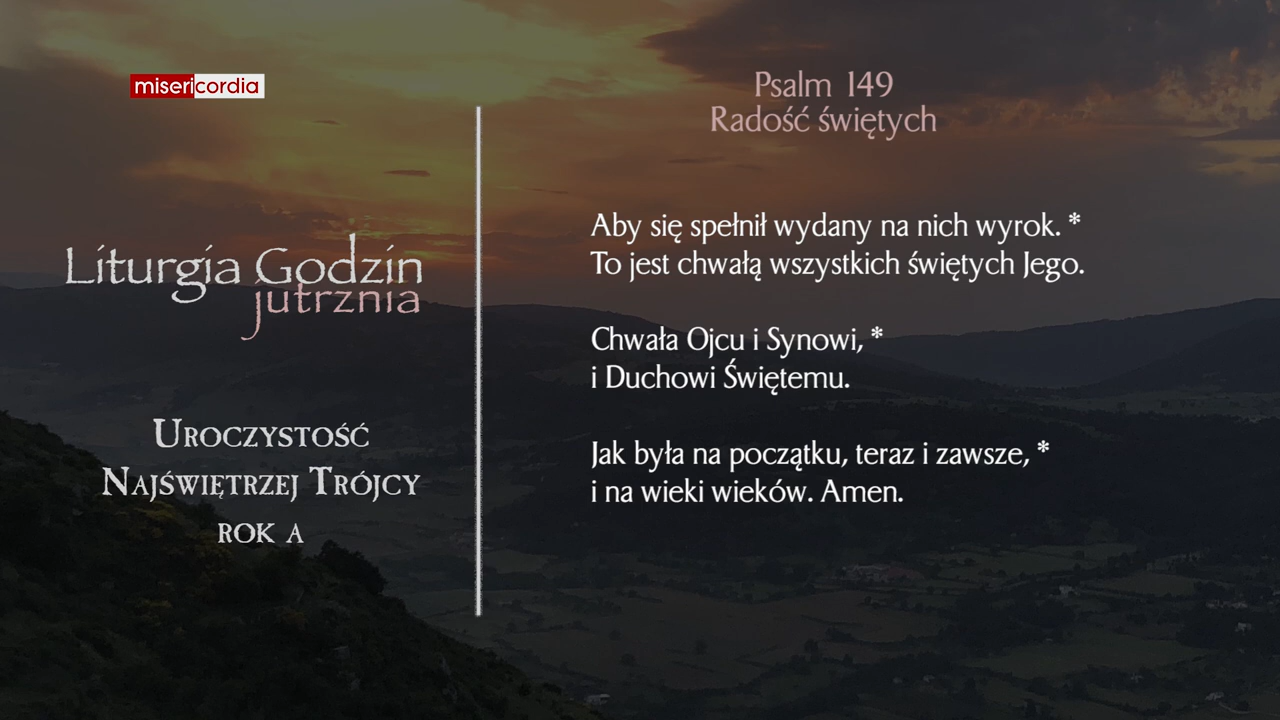 misericordia
Liturgia Godzin
jutrznia
Uroczystość
Najświętrzej Trójcy
rok a
Psalm 149
Radość świętych
Aby się spełnił wydany na nich wyrok. *
To jest chwałą wszystkich świętych Jego.
Chwała Ojcu i Synowi, *
i Duchowi Świętemu.
Jak była na początku, teraz i zawsze, *
i na wieki wieków. Amen.